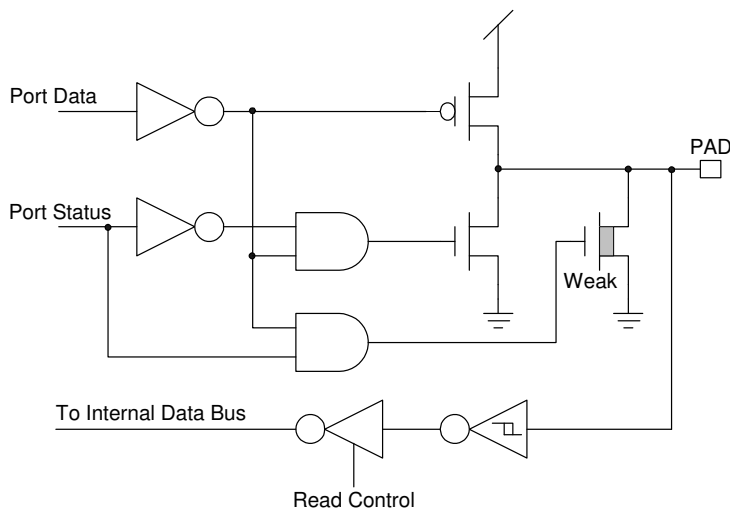 Port Data
PAD
Port Status
Weak
To Internal Data Bus
Read Control